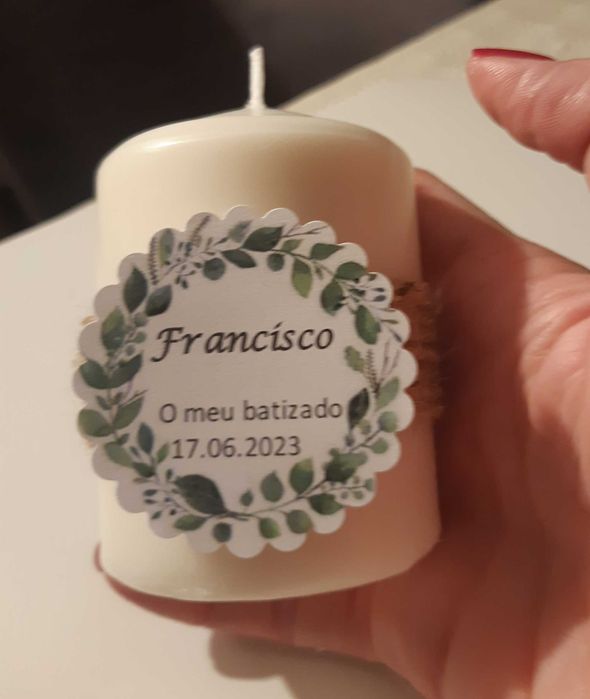 Francisco
O meu batizado
17.06.2023